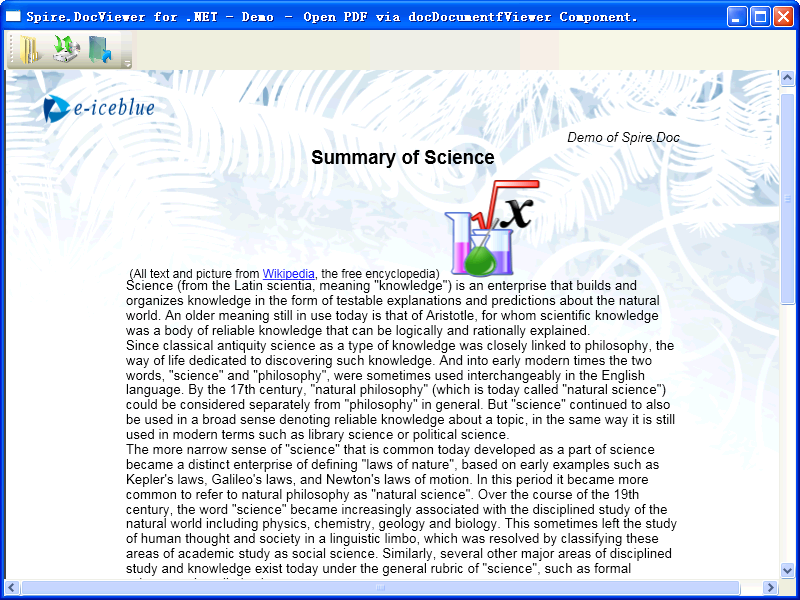 Spire.DocViewer for .NET - Demo - Open PDF via docDocumentfViewer Component.
e-iceblue
Demo of Spire.Doc
Summary of Science
x
(All text and picture from Wikipedia, the free encyclopedia)
Science (from the Latin scientia, meaning "knowledge") is an enterprise that builds and
organizes knowledge in the form of testable explanations and predictions about the natural
world. An older meaning still in use today is that of Aristotle, for whom scientific knowledge
was a body of reliable knowledge that can be logically and rationally explained.
Since classical antiquity science as a type of knowledge was closely linked to philosophy, the
way of life dedicated to discovering such knowledge. And into early modern times the two
words, "science" and "philosophy", were sometimes used interchangeably in the English
language. By the 17th century, "natural philosophy" (which is today called "natural science")
could be considered separately from "philosophy" in general. But "science" continued to also
be used in a broad sense denoting reliable knowledge about a topic, in the same way it is still
used in modern terms such as library science or political science.
The more narrow sense of "science" that is common today developed as a part of science
became a distinct enterprise of defining "laws of nature", based on early examples such as
Kepler's laws, Galileo's laws, and Newton's laws of motion. In this period it became more
common to refer to natural philosophy as "natural science". Over the course of the 19th
century, the word "science" became increasingly associated with the disciplined study of the
natural world including physics, chemistry, geology and biology. This sometimes left the study
of human thought and society in a linguistic limbo, which was resolved by classifying these
areas of academic study as social science. Similarly, several other major areas of disciplined
study and knowledge exist today under the general rubric of "science", such as formal